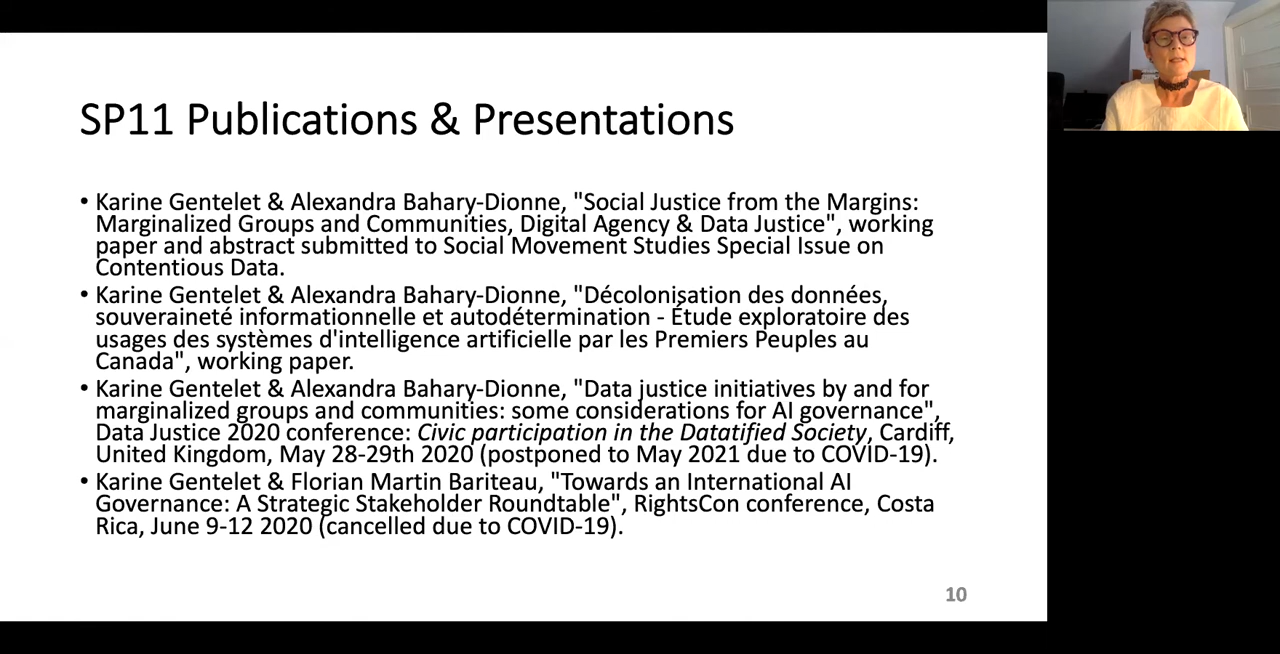 SP11 Publications & Presentations
• Karine Gentelet & Alexandra Bahary-Dionne, "Social Justice from the Margins:
Marginalized Groups and Communities, Digital Agency & Data Justice", working
paper and abstract submitted to Social Movement Studies Special Issue on
Contentious Data.
• Karine Gentelet & Alexandra Bahary-Dionne, "Décolonisation des données,
souveraineté informationnelle et autodétermination - Étude exploratoire des
usages des systèmes d'intelligence artificielle par les Premiers Peuples au
Canada", working paper.
• Karine Gentelet & Alexandra Bahary-Dionne, "Data justice initiatives by and for
marginalized groups and communities: some considerations for AI governance",
Data Justice 2020 conference: Civic participation in the Datatified Society, Cardiff,
United Kingdom, May 28-29th 2020 (postponed to May 2021 due to COVID-19).
• Karine Gentelet & Florian Martin Bariteau, "Towards an International AI
Governance: A Strategic Stakeholder Roundtable", RightsCon conference, Costa
Rica, June 9-12 2020 (cancelled due to COVID-19).
10